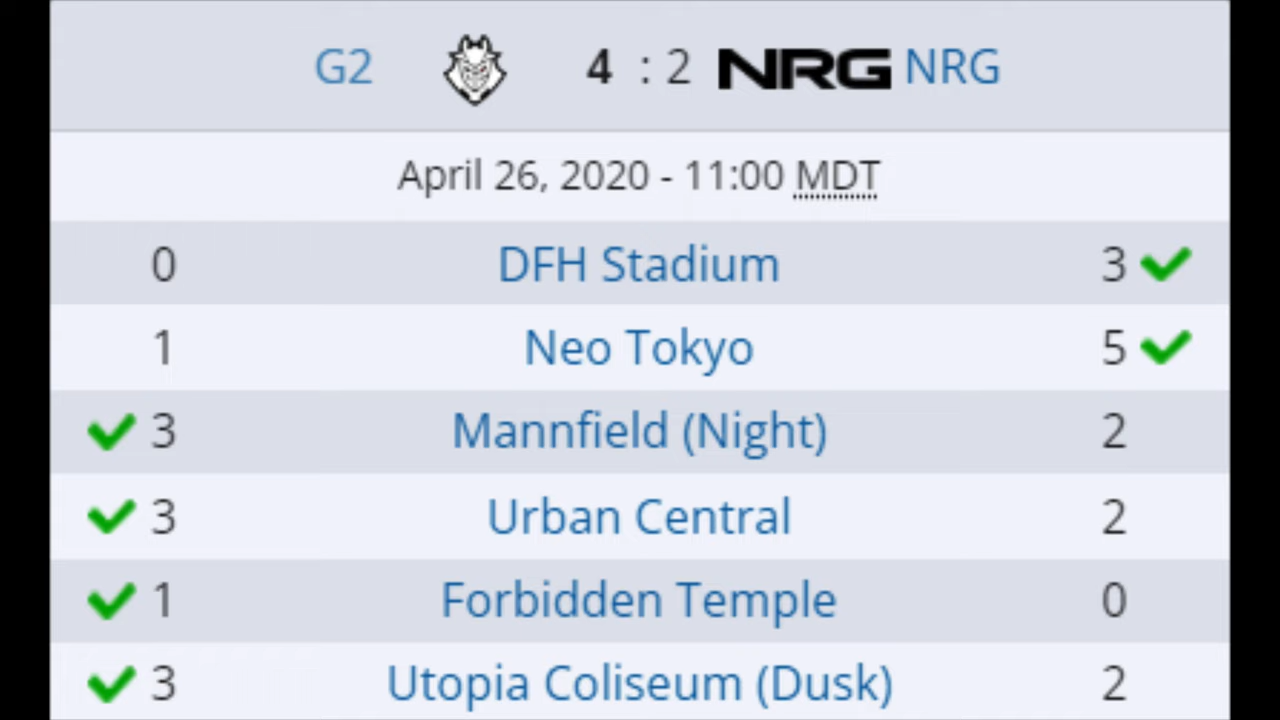 G2 4 : 2 NRG NRG
April 26, 2020 - 11:00 MDT
0 DFH Stadium 3
1 Neo Tokyo 5
3 Mannfield (Night) 2
3 Urban Central 2
1 Forbidden Temple 0
3 Utopia Coliseum (Dusk) 2